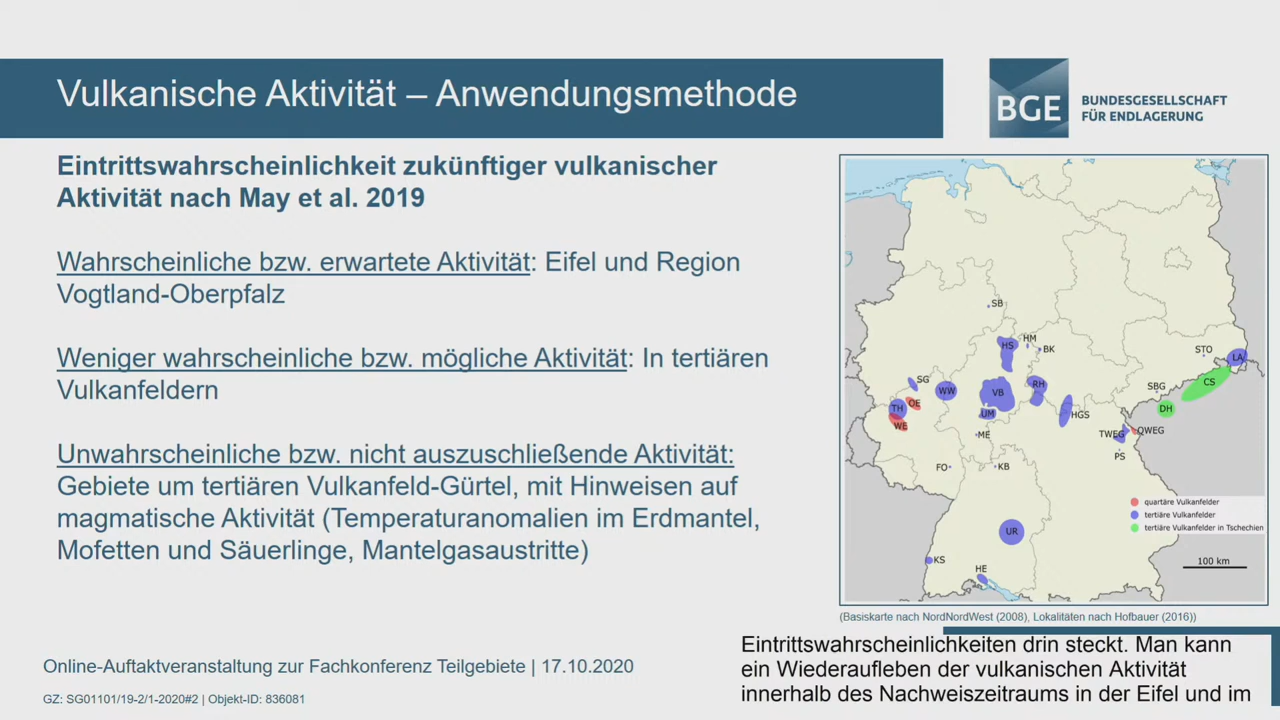 Vulkanische Aktivität – Anwendungsmethode
BGE
BUNDESGESELLSCHAFT
FÜR ENDLAGERUNG
Eintrittswahrscheinlichkeit zukünftiger vulkanischer
Aktivität nach May et al. 2019
Wahrscheinliche bzw. erwartete Aktivität: Eifel und Region
Vogtland-Oberpfalz
Weniger wahrscheinliche bzw. mögliche Aktivität: In tertiären
Vulkanfeldern
Unwahrscheinliche bzw. nicht auszuschließende Aktivität:
Gebiete um tertiären Vulkanfeld-Gürtel, mit Hinweisen auf
magmatische Aktivität (Temperaturanomalien im Erdmantel,
Mofetten und Säuerlinge, Mantelgasaustritte)
SB
HM
HS
BK
STO
LA
SG
WW
VB
RH
SBG
CS
TH
OE
UM
HGS
DH
WE
ME
TWEG
QWEG
PS
FO
KB
UR
KS
HE
quartäre Vulkanfelder
tertiäre Vulkanfelder
tertiäre Vulkanfelder in Tschechien
100 km
(Basiskarte nach NordNordWest (2008), Lokalitäten nach Hofbauer (2016))
Online-Auftaktveranstaltung zur Fachkonferenz Teilgebiete | 17.10.2020
GZ: SG01101/19-2/1-2020#2 | Objekt-ID: 836081
Eintrittswahrscheinlichkeiten drin steckt. Man kann
ein Wiederaufleben der vulkanischen Aktivität
innerhalb des Nachweiszeitraums in der Eifel und im